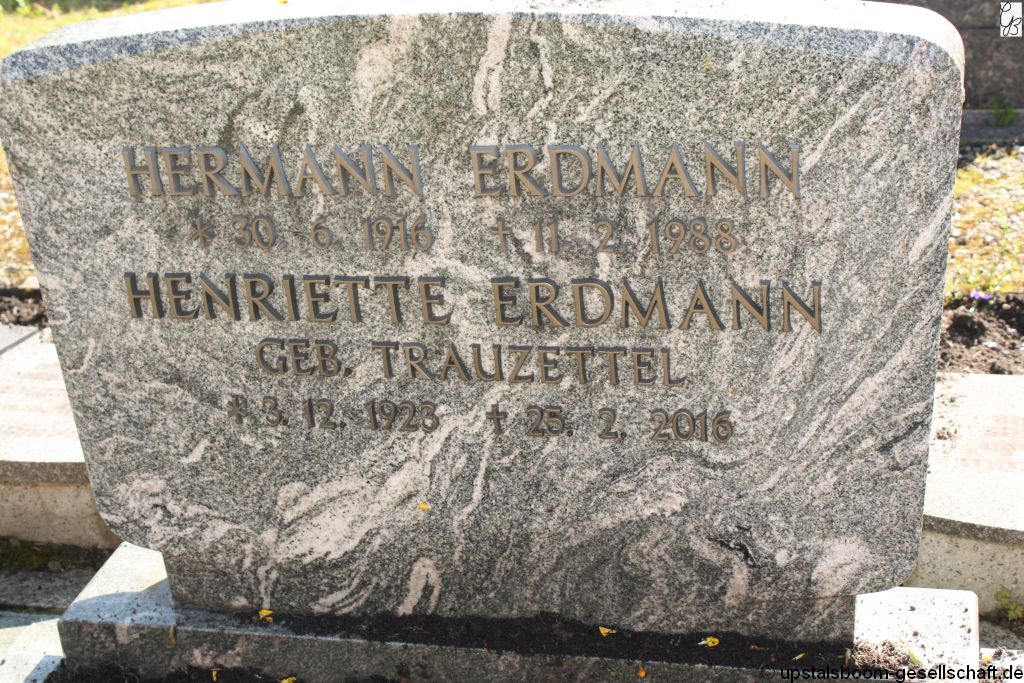 HERMANN ERDMANN
* 30. 6. 1916 † 11. 2. 1988
HENRIETTE ERDMANN
GEB. TRAUZETTEL
* 3. 12. 1923 † 25. 2. 2016
© upstalsboom-gesellschaft.de